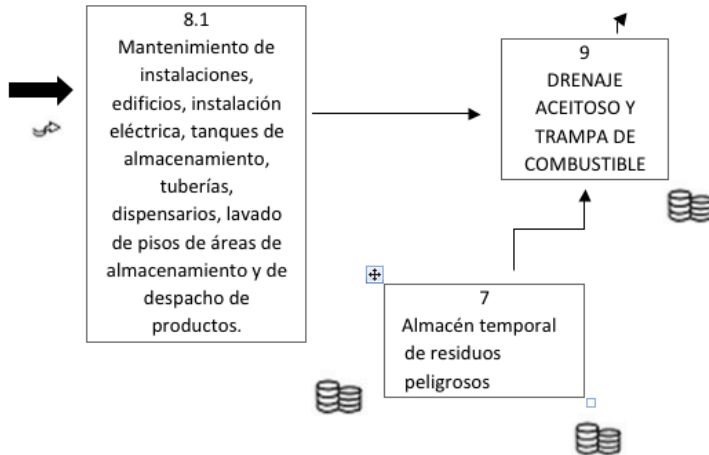 8.1
Mantenimiento de
instalaciones,
edificios, instalación
eléctrica, tanques de
almacenamiento,
tuberías,
dispensarios, lavado
de pisos de áreas de
almacenamiento y de
despacho de
productos.
9
DRENAJE
ACEITOSO Y
TRAMPA DE
COMBUSTIBLE
7
Almacén temporal
de residuos
peligrosos